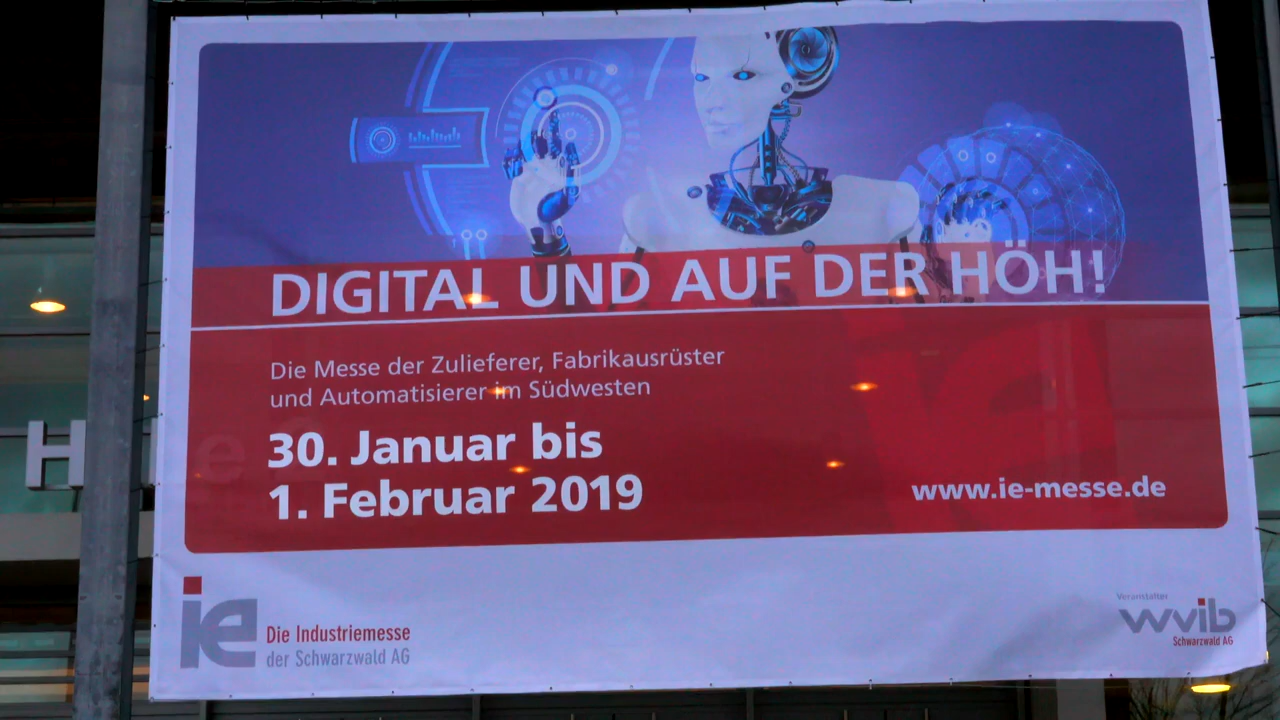 DIGITAL UND AUF DER HÖH!
Die Messe der Zulieferer, Fabrikausrüster
und Automatisierer im Südwesten
30. Januar bis
1. Februar 2019
www.ie-messe.de
ie
Die Industriemesse
der Schwarzwald AG
Veranstalter
wvib
Schwarzwald AG